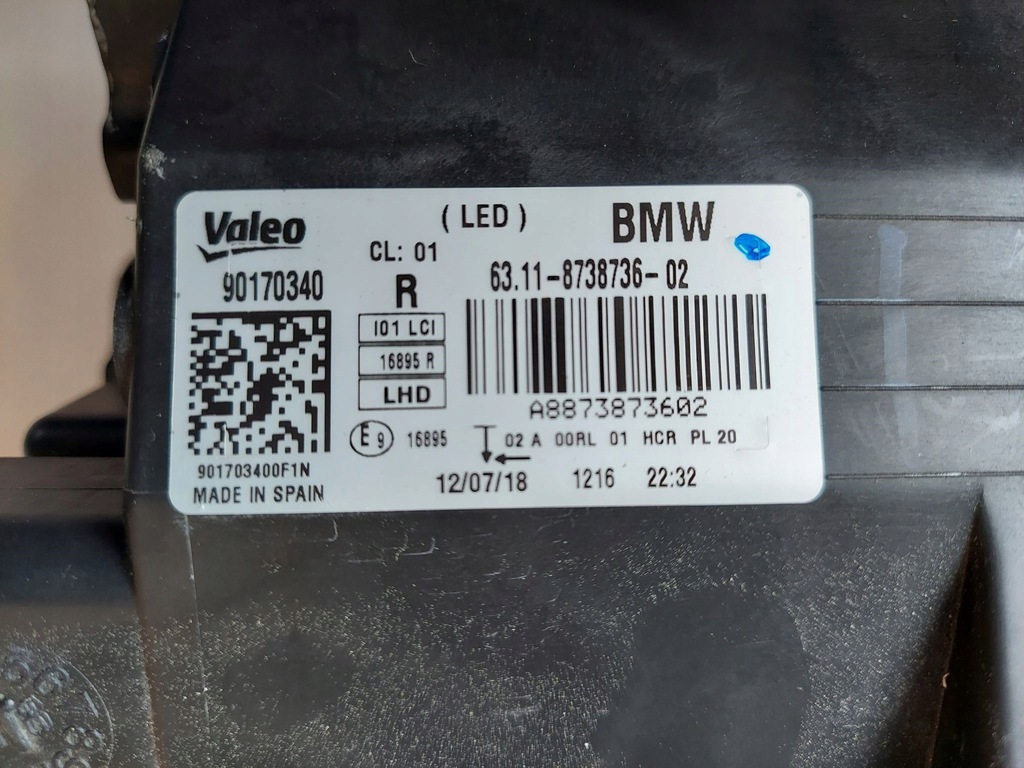 Valeo
( LED )
BMW
CL: 01
90170340
R
63.11-8738736-02
I01 LCI
16895 R
LHD
A8873873602
E9 16895
02 A 00RL 01 HCR PL 20
901703400F1N
MADE IN SPAIN
12/07/18 1216 22:32